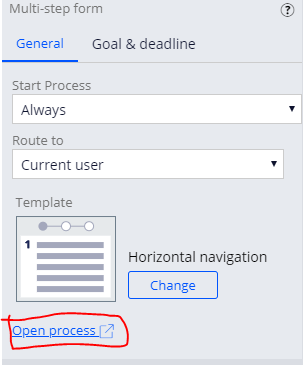 Multi-step form
General Goal & deadline
Start Process
Always
Route to
Current user
Template
1
Horizontal navigation
Change
Open process